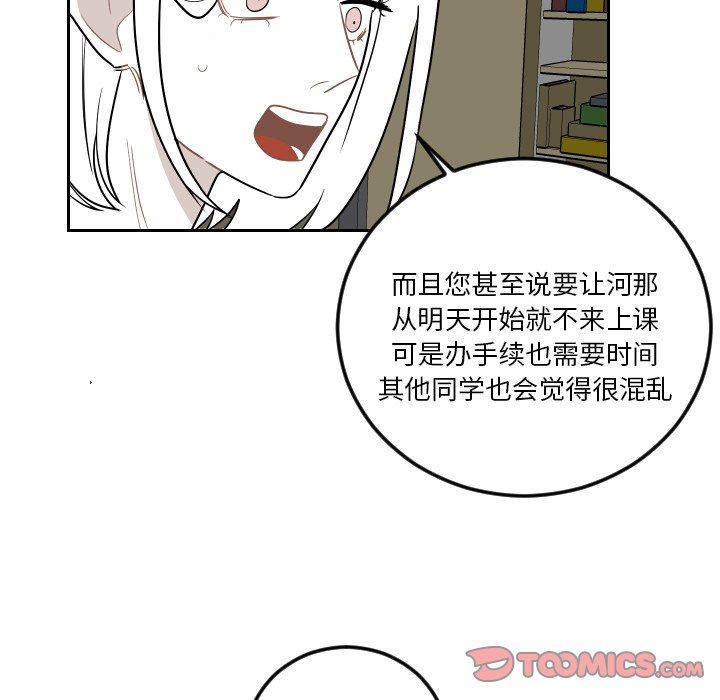 而且您甚至说要让河那
从明天开始就不来上课
可是办手续也需要时间
其他同学也会觉得很混乱
TOOMICS.COM